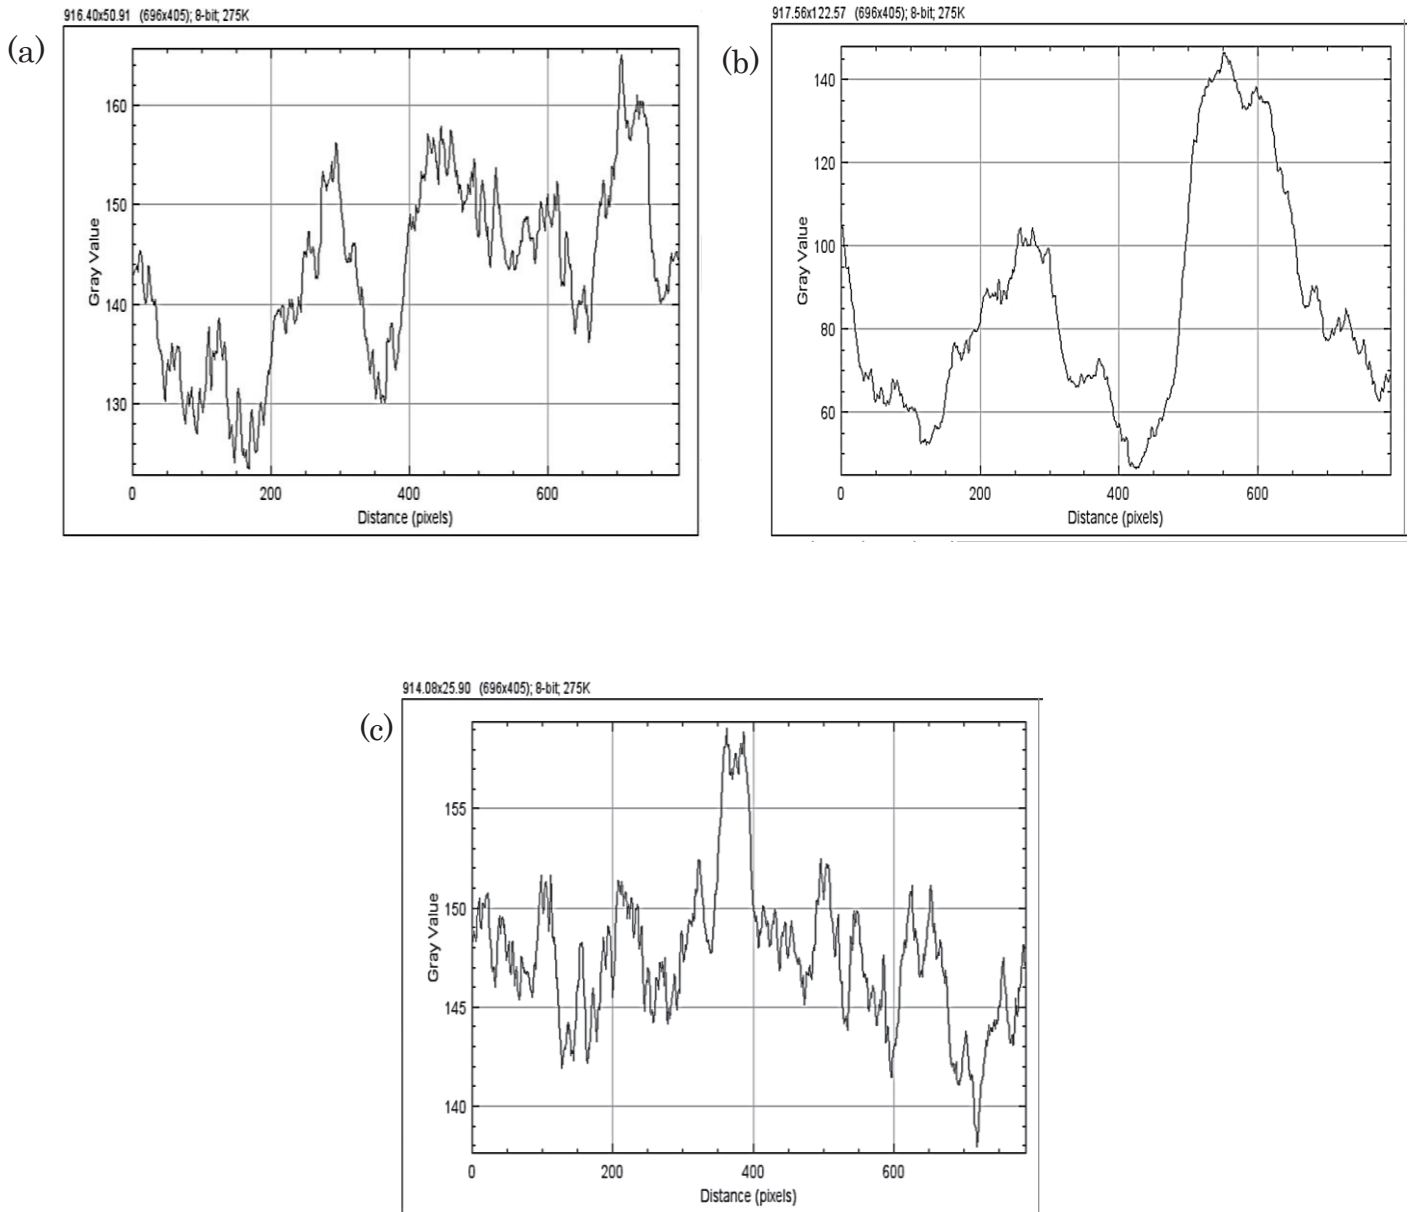 916.40x50.91 (696x405); 8-bit; 275K
(a)
160
150
140
130
Gray Value
0 200 400 600
Distance (pixels)
917.56x122.57 (696x405); 8-bit; 275K
(b)
140
120
100
80
60
Gray Value
0 200 400 600
Distance (pixels)
914.08x25.90 (696x405); 8-bit; 275K
(c)
155
150
145
140
Gray Value
0 200 400 600
Distance (pixels)